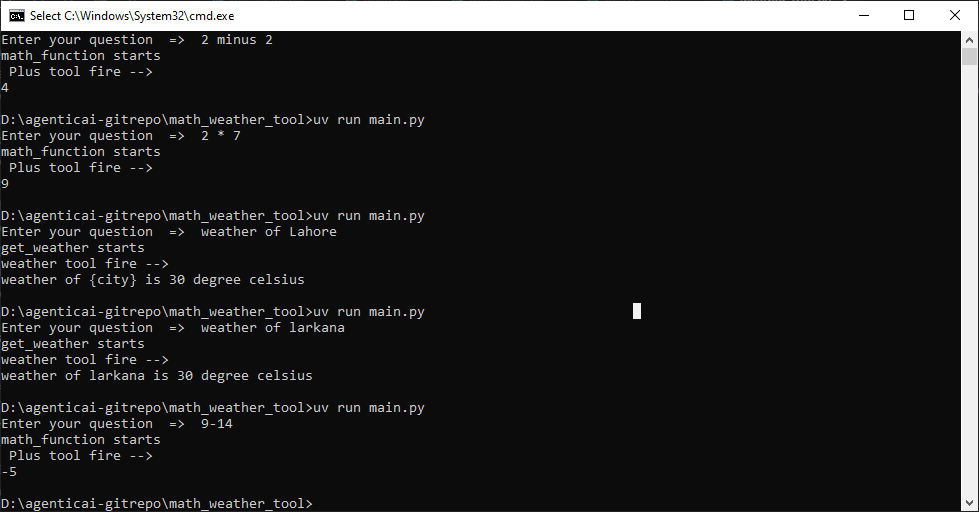 Select C:\Windows\System32\cmd.exe
Enter your question  =>  2 minus 2
math_function starts
 Plus tool fire -->
4

D:\agenticai-gitrepo\math_weather_tool>uv run main.py
Enter your question  =>  2 * 7
math_function starts
 Plus tool fire -->
9

D:\agenticai-gitrepo\math_weather_tool>uv run main.py
Enter your question  =>  weather of Lahore
get_weather starts
weather tool fire -->
weather of {city} is 30 degree celsius

D:\agenticai-gitrepo\math_weather_tool>uv run main.py
Enter your question  =>  weather of larkana
get_weather starts
weather tool fire -->
weather of larkana is 30 degree celsius

D:\agenticai-gitrepo\math_weather_tool>uv run main.py
Enter your question  =>  9-14
math_function starts
 Plus tool fire -->
-5

D:\agenticai-gitrepo\math_weather_tool>